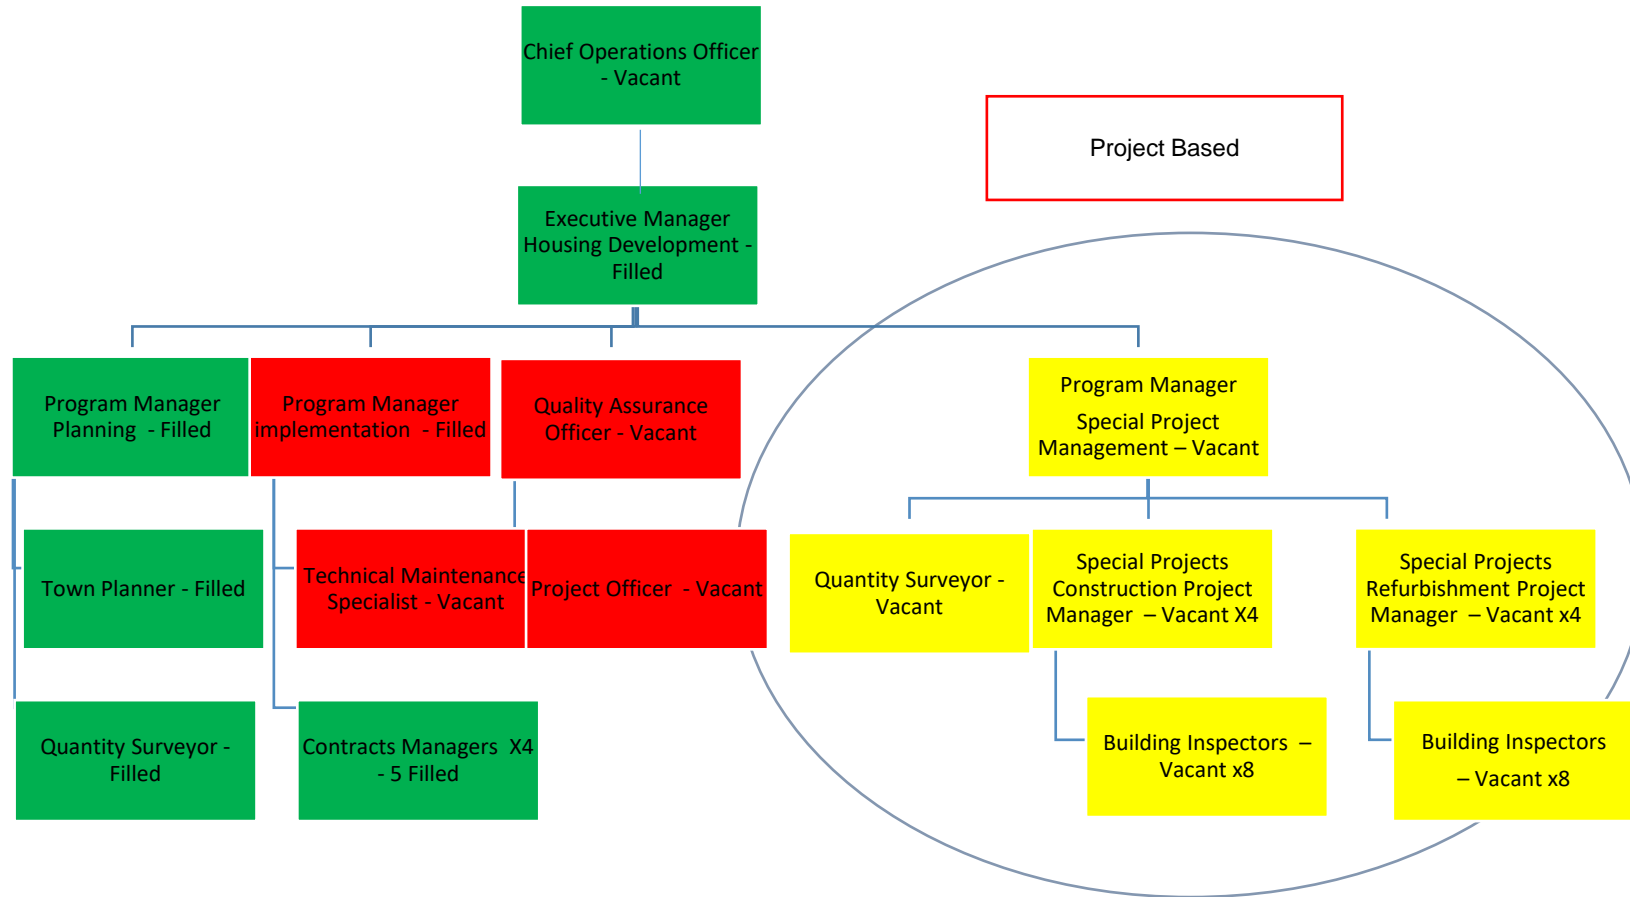 Chief Operations Officer
- Vacant
Project Based
Executive Manager
Housing Development -
Filled
Program Manager
Planning - Filled
Program Manager
implementation - Filled
Quality Assurance
Officer - Vacant
Program Manager
Special Project
Management – Vacant
Town Planner - Filled
Technical Maintenance
Specialist - Vacant
Project Officer - Vacant
Quantity Surveyor -
Vacant
Special Projects
Construction Project
Manager – Vacant X4
Special Projects
Refurbishment Project
Manager – Vacant x4
Quantity Surveyor -
Filled
Contracts Managers X4
- 5 Filled
Building Inspectors –
Vacant x8
Building Inspectors
– Vacant x8